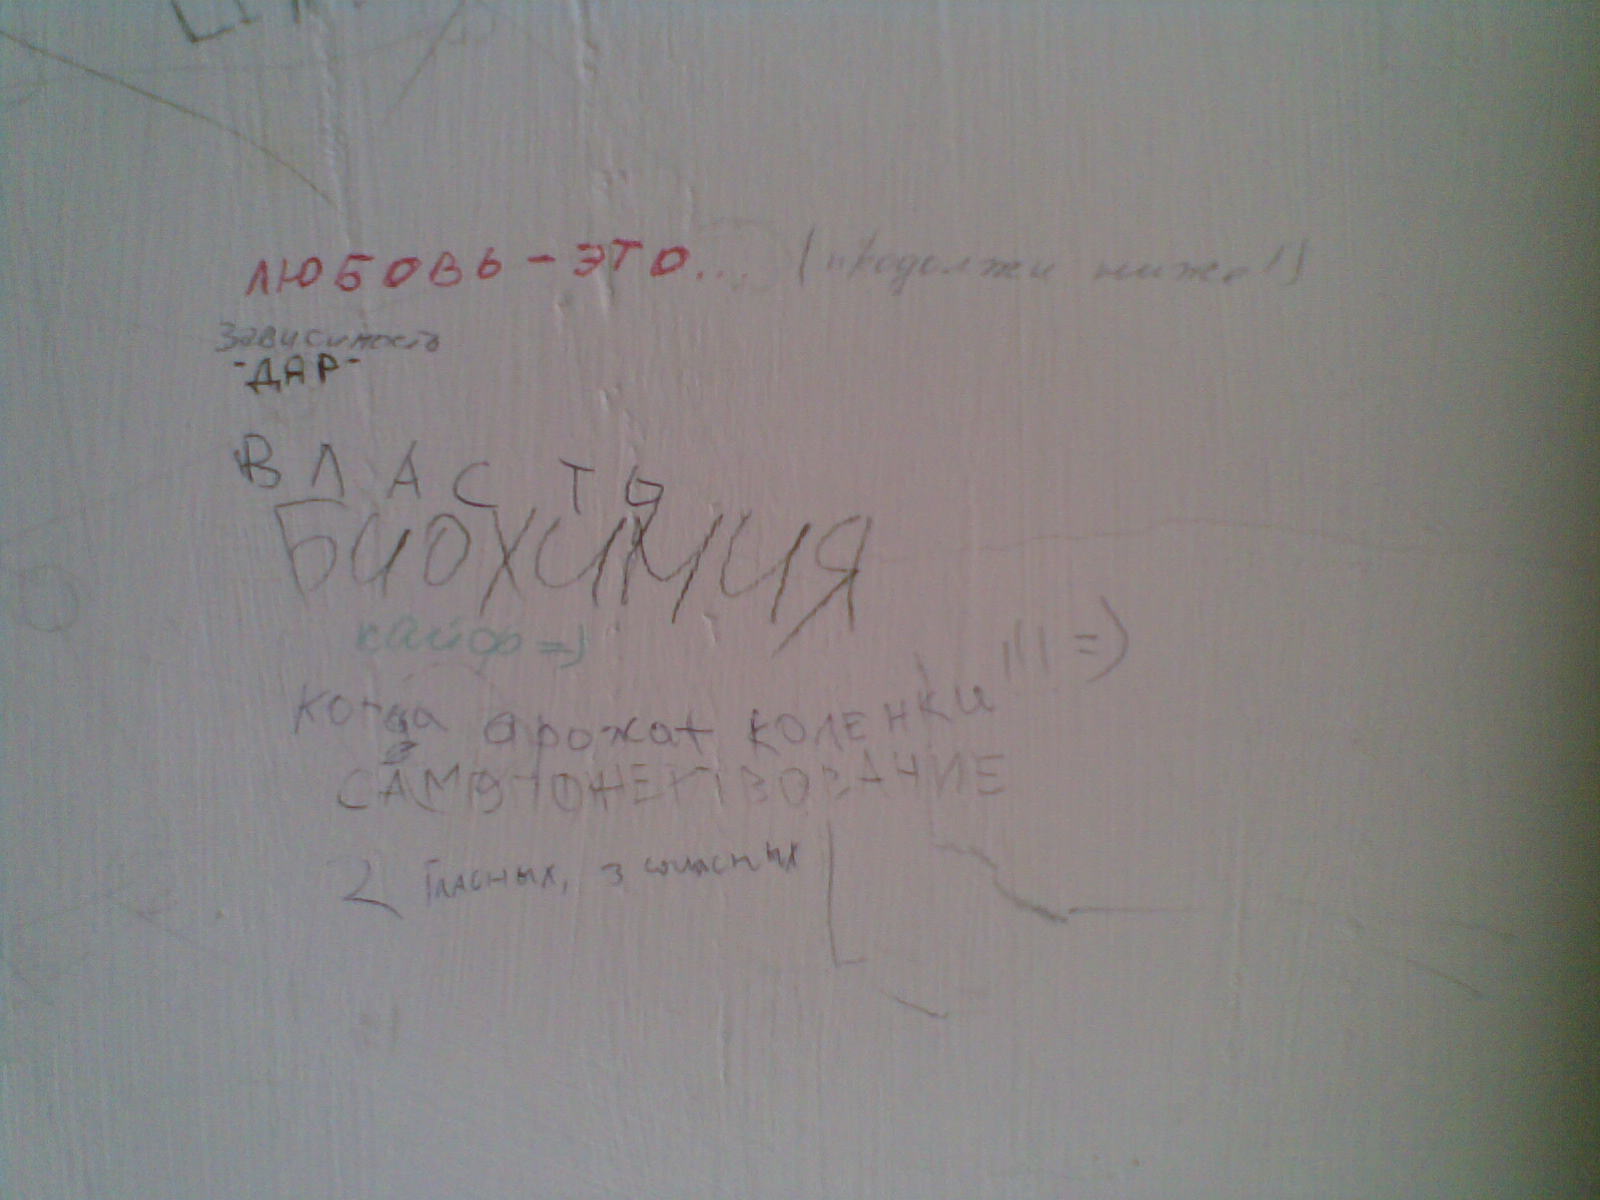 ЛЮБОВЬ - ЭТО... (продолжи ниже!)
Зависимость
-ДАР-
ВЛАСТЬ
БИОХИМИЯ
кайф =)
когда дрожат КОЛЕНКИ !!! =)
САМОПОЖЕРТВОВАНИЕ
2 гласных, 3 согласных